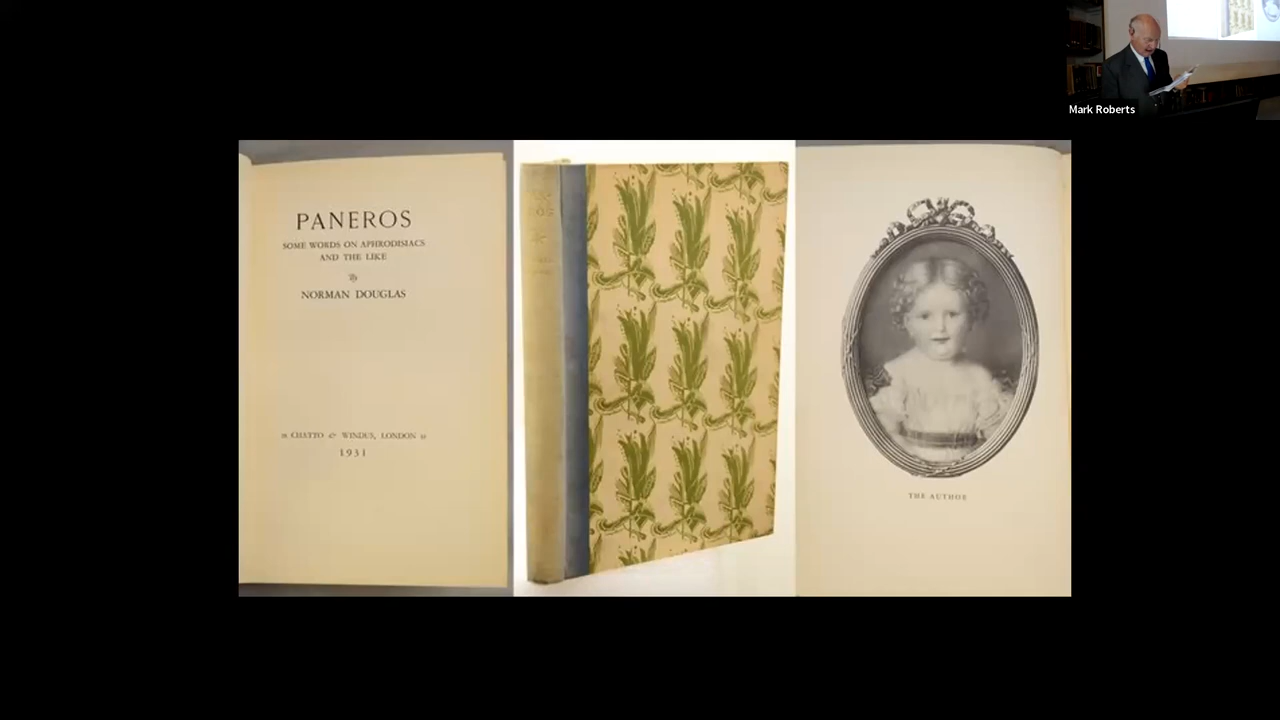 Mark Roberts
PANEROS
SOME WORDS ON APHRODISIACS
AND THE LIKE
By
NORMAN DOUGLAS
CHATTO & WINDUS, LONDON
1931
THE AUTHOR